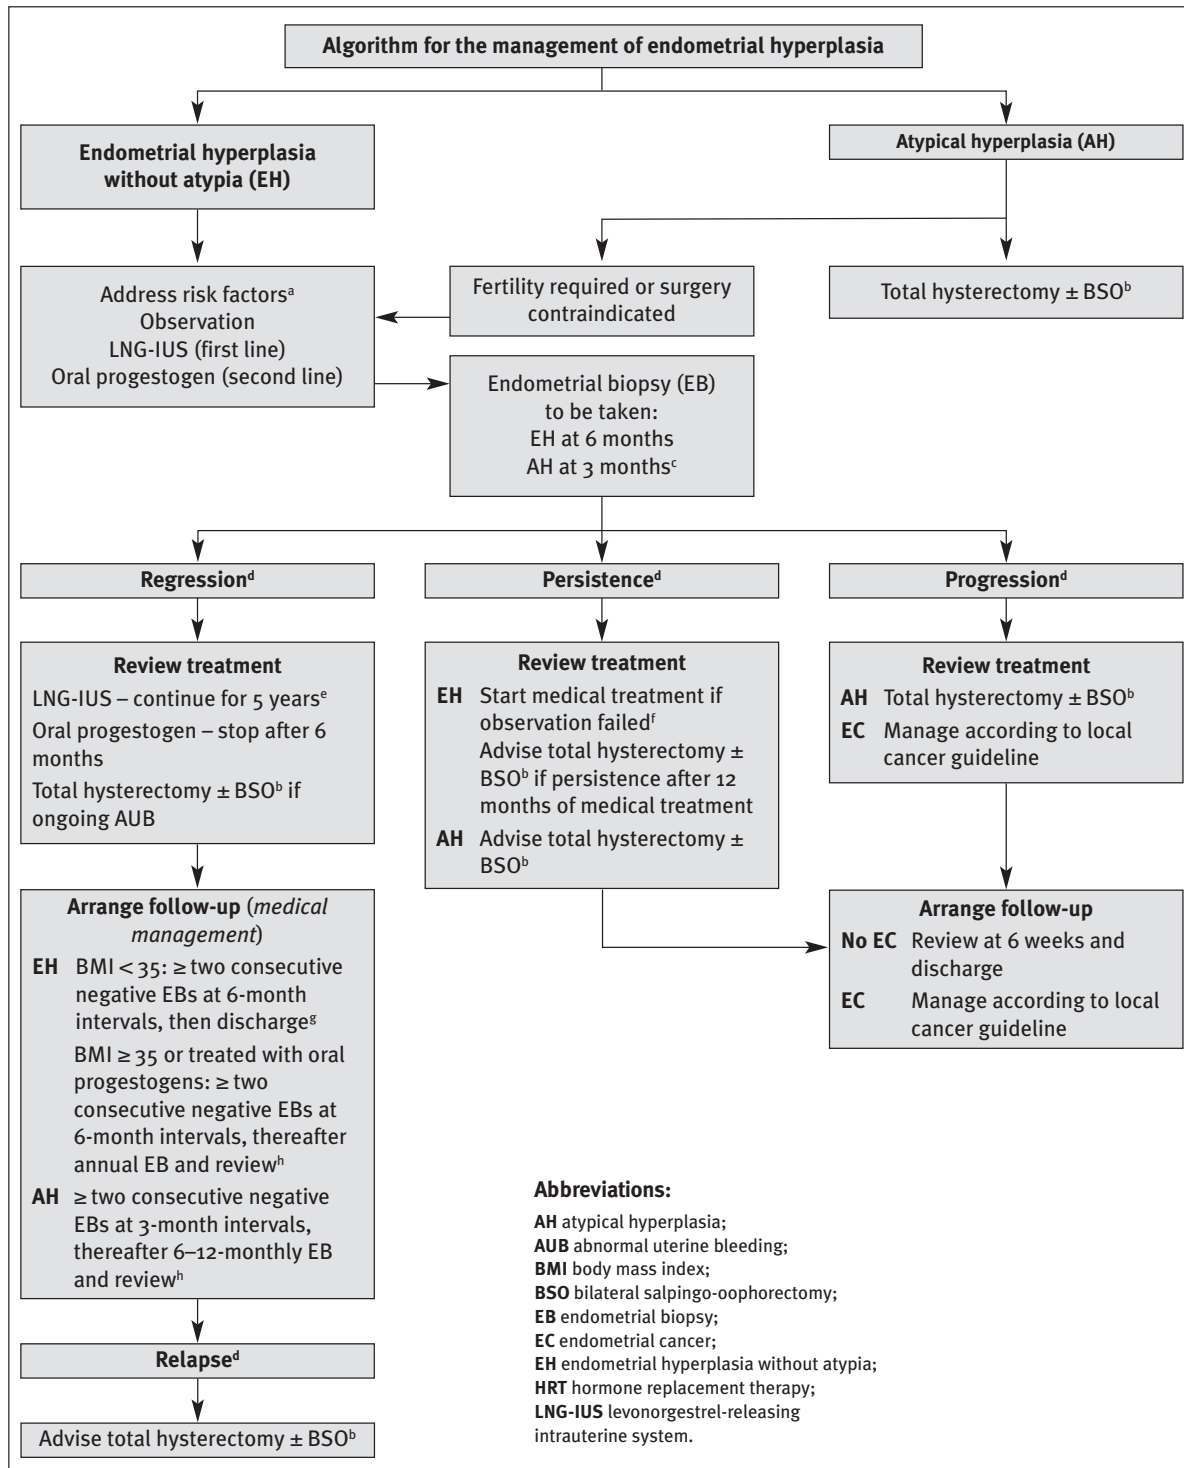 Algorithm for the management of endometrial hyperplasia
Endometrial hyperplasia
without atypia (EH)
Atypical hyperplasia (AH)
Address risk factorsᵃ
Observation
LNG-IUS (first line)
Oral progestogen (second line)
Fertility required or surgery
contraindicated
Total hysterectomy ± BSOᵇ
Endometrial biopsy (EB)
to be taken:
EH at 6 months
AH at 3 monthsᶜ
Regressionᵈ
Persistenceᵈ
Progressionᵈ
Review treatment
LNG-IUS – continue for 5 yearsᵉ
Oral progestogen – stop after 6
months
Total hysterectomy ± BSOᵇ if
ongoing AUB
Review treatment
EH Start medical treatment if
observation failedᶠ
Advise total hysterectomy ±
BSOᵇ if persistence after 12
months of medical treatment
AH Advise total hysterectomy ±
BSOᵇ
Review treatment
AH Total hysterectomy ± BSOᵇ
EC Manage according to local
cancer guideline
Arrange follow-up (medical
management)
EH BMI < 35: ≥ two consecutive
negative EBs at 6-month
intervals, then dischargeᵍ
BMI ≥ 35 or treated with oral
progestogens: ≥ two
consecutive negative EBs at
6-month intervals, thereafter
annual EB and reviewʰ
AH ≥ two consecutive negative
EBs at 3-month intervals,
thereafter 6–12-monthly EB
and reviewʰ
Arrange follow-up
No EC Review at 6 weeks and
discharge
EC Manage according to local
cancer guideline
Relapseᵈ
Advise total hysterectomy ± BSOᵇ
Abbreviations:
AH atypical hyperplasia;
AUB abnormal uterine bleeding;
BMI body mass index;
BSO bilateral salpingo-oophorectomy;
EB endometrial biopsy;
EC endometrial cancer;
EH endometrial hyperplasia without atypia;
HRT hormone replacement therapy;
LNG-IUS levonorgestrel-releasing
intrauterine system.